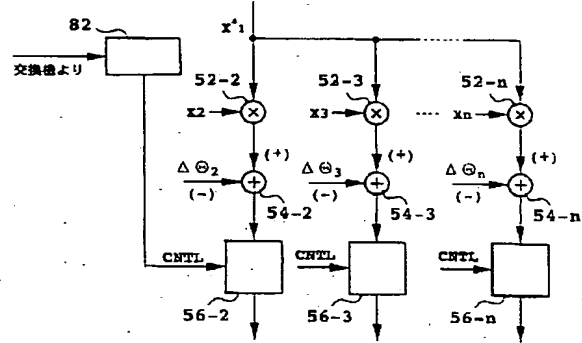 82
X*1
交換機より
52-2
52-3
52-n
X2
X3
.... Xn
(+)
(+)
(+)
ΔΘ2
ΔΘ3
ΔΘn
(-)
(-)
(-)
54-2
54-3
54-n
CNTL
CNTL
CNTL
56-2
56-3
56-n